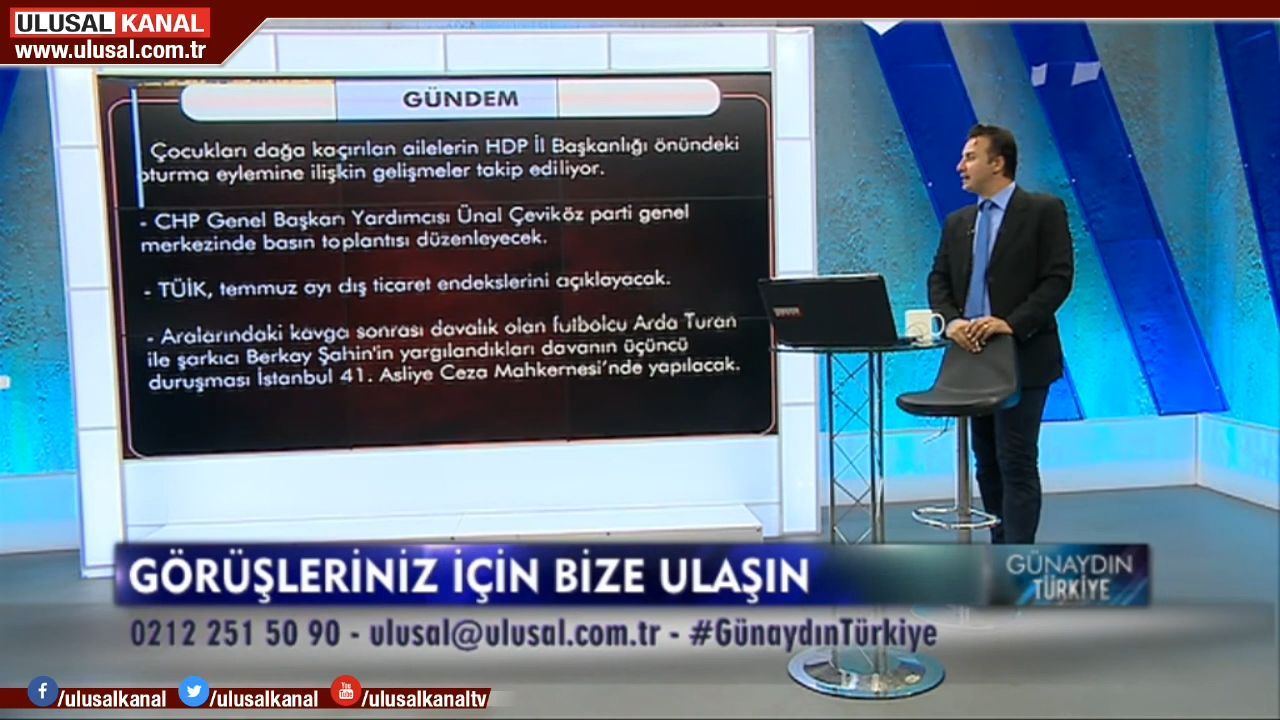 ULUSAL KANAL
www.ulusal.com.tr
GÜNDEM
Çocukları dağa kaçırılan ailelerin HDP İl Başkanlığı önündeki
oturma eylemine ilişkin gelişmeler takip ediliyor.
- CHP Genel Başkan Yardımcısı Ünal Çeviköz parti genel
merkezinde basın toplantısı düzenleyecek.
- TÜİK, temmuz ayı dış ticaret endekslerini açıklayacak.
- Aralarındaki kavga sonrası davalık olan futbolcu Arda Turan
ile şarkıcı Berkay Şahin'in yargılandıkları davanın üçüncü
duruşması İstanbul 41. Asliye Ceza Mahkemesi'nde yapılacak.
GÖRÜŞLERİNİZ İÇİN BİZE ULAŞIN
GÜNAYDIN
TÜRKİYE
0212 251 50 90 - ulusal@ulusal.com.tr - #GünaydınTürkiye
/ulusalkanal /ulusalkanal You Tube /ulusalkanaltv